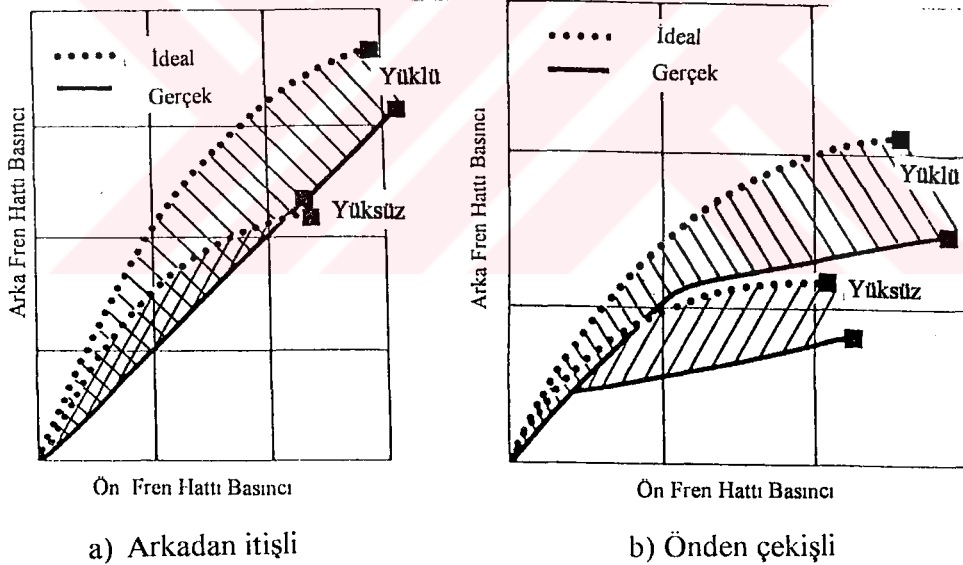 İdeal
Gerçek
Yüklü
Yüksüz
Arka Fren Hattı Basıncı
Ön Fren Hattı Basıncı
a) Arkadan itişli
İdeal
Gerçek
Yüklü
Yüksüz
Arka Fren Hattı Basıncı
Ön Fren Hattı Basıncı
b) Önden çekişli